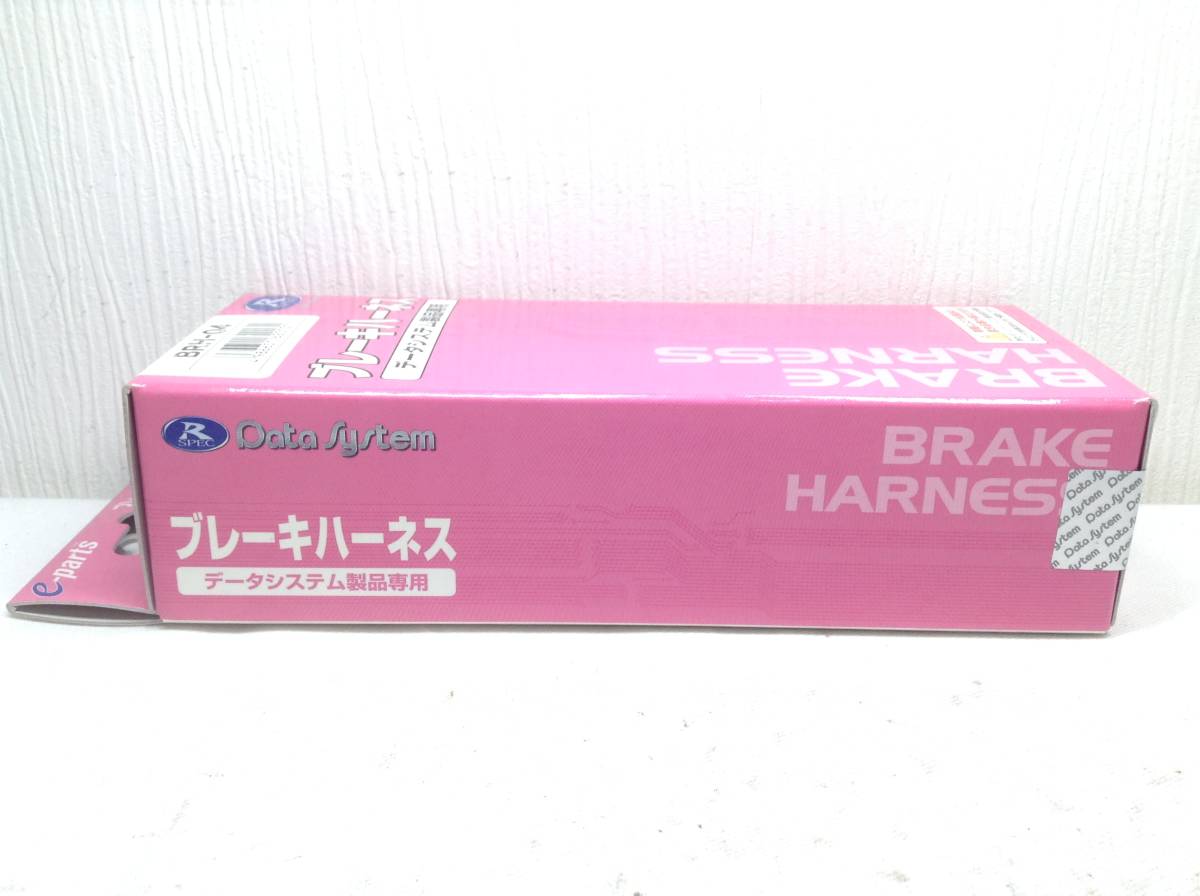 R
BRH-04
ブレーキハーネス
データシステム製品専用
BRAKE
HARNESS
R
SPEC
Data System
BRAKE
HARNESS
ブレーキハーネス
データシステム製品専用
e-parts
Data System
Data System
Data System